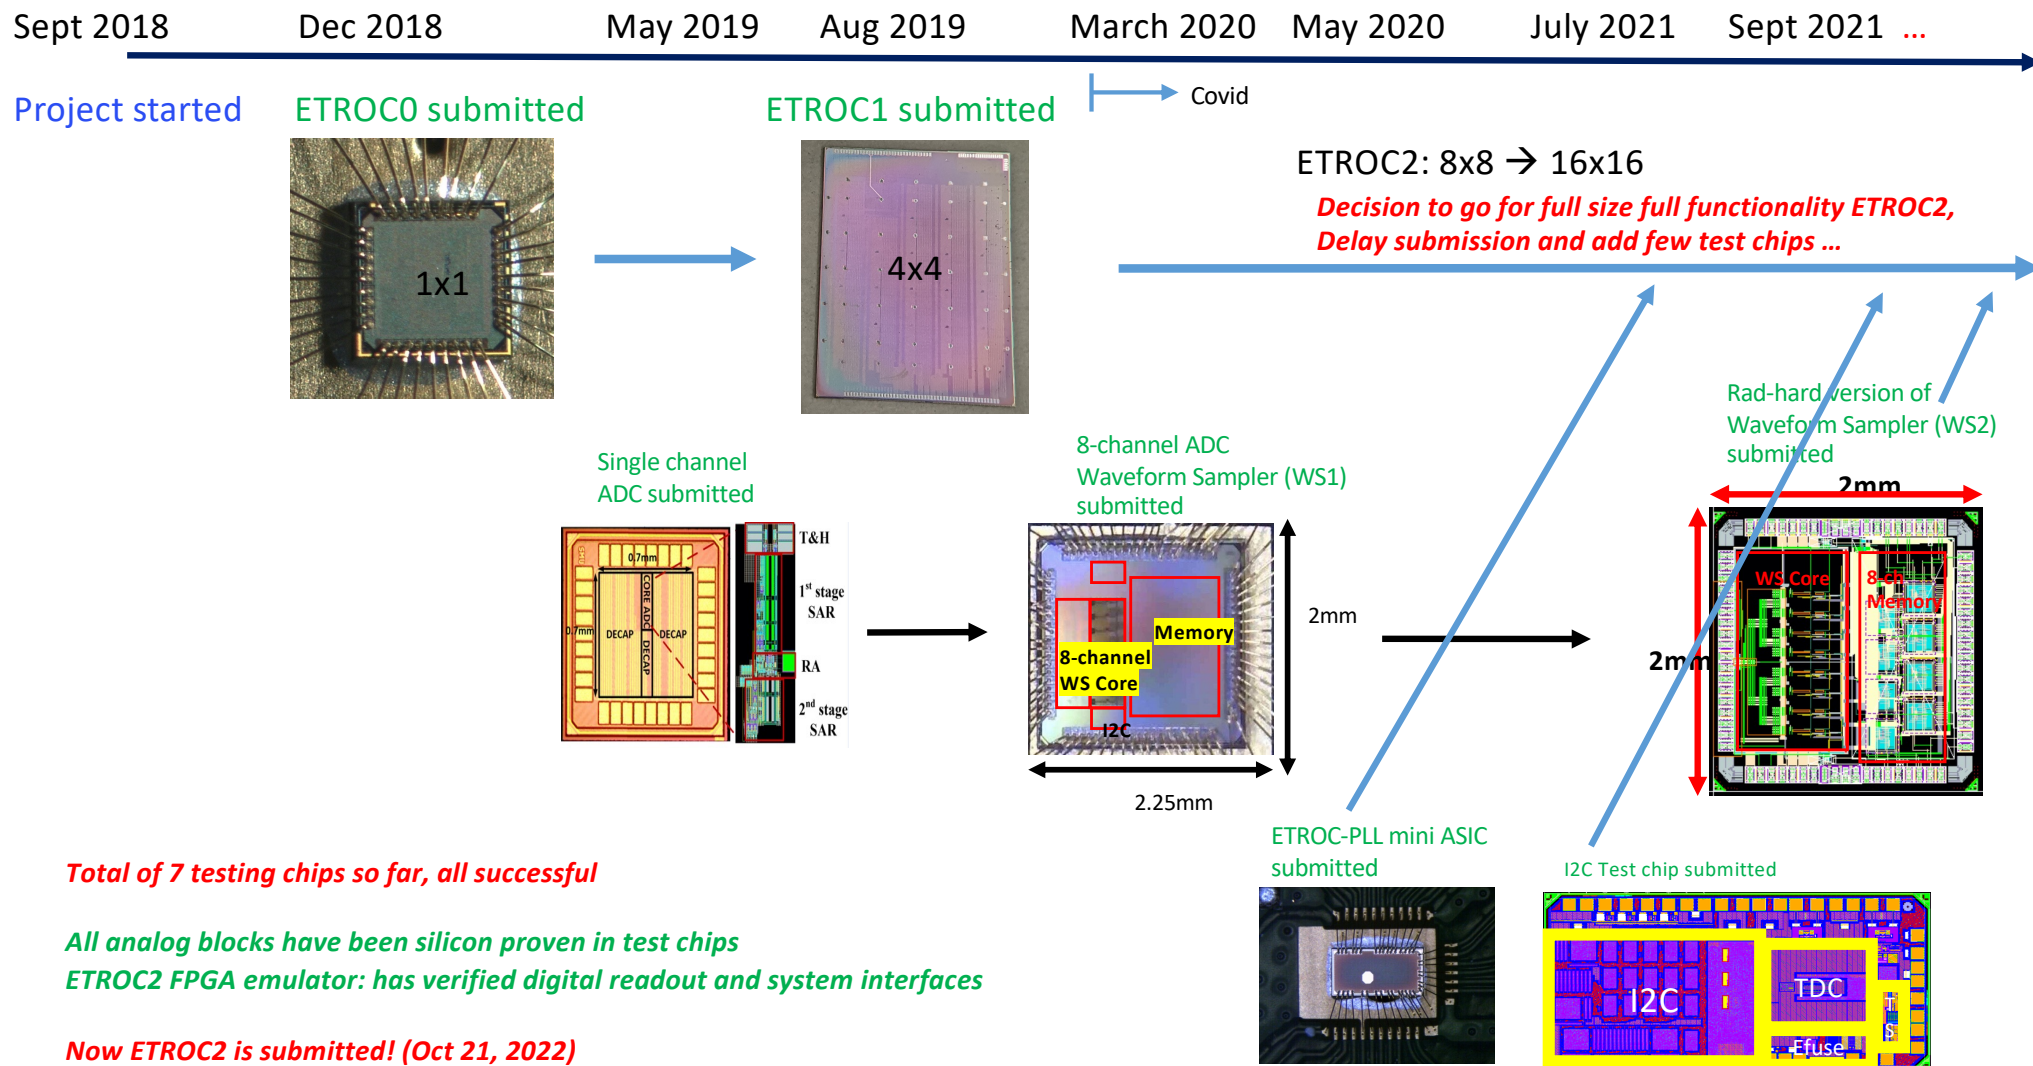 Sept 2018 Dec 2018 May 2019 Aug 2019 March 2020 May 2020 July 2021 Sept 2021 ...
Covid
Project started ETROC0 submitted ETROC1 submitted
1x1
4x4
ETROC2: 8x8 → 16x16
Decision to go for full size full functionality ETROC2,
Delay submission and add few test chips ...
Single channel
ADC submitted
8-channel ADC
Waveform Sampler (WS1)
submitted
Rad-hard version of
Waveform Sampler (WS2)
submitted
0.7mm
0.7mm
CORE ADC
DECAP
DECAP
DECAP
T&H
1st stage
SAR
RA
2nd stage
SAR
Memory
8-channel
WS Core
I2C
2mm
2.25mm
2mm
2mm
WS Core
8-ch
Memory
ETROC-PLL mini ASIC
submitted
I2C Test chip submitted
I2C
TDC
T
S
Efuse
Total of 7 testing chips so far, all successful
All analog blocks have been silicon proven in test chips
ETROC2 FPGA emulator: has verified digital readout and system interfaces
Now ETROC2 is submitted! (Oct 21, 2022)